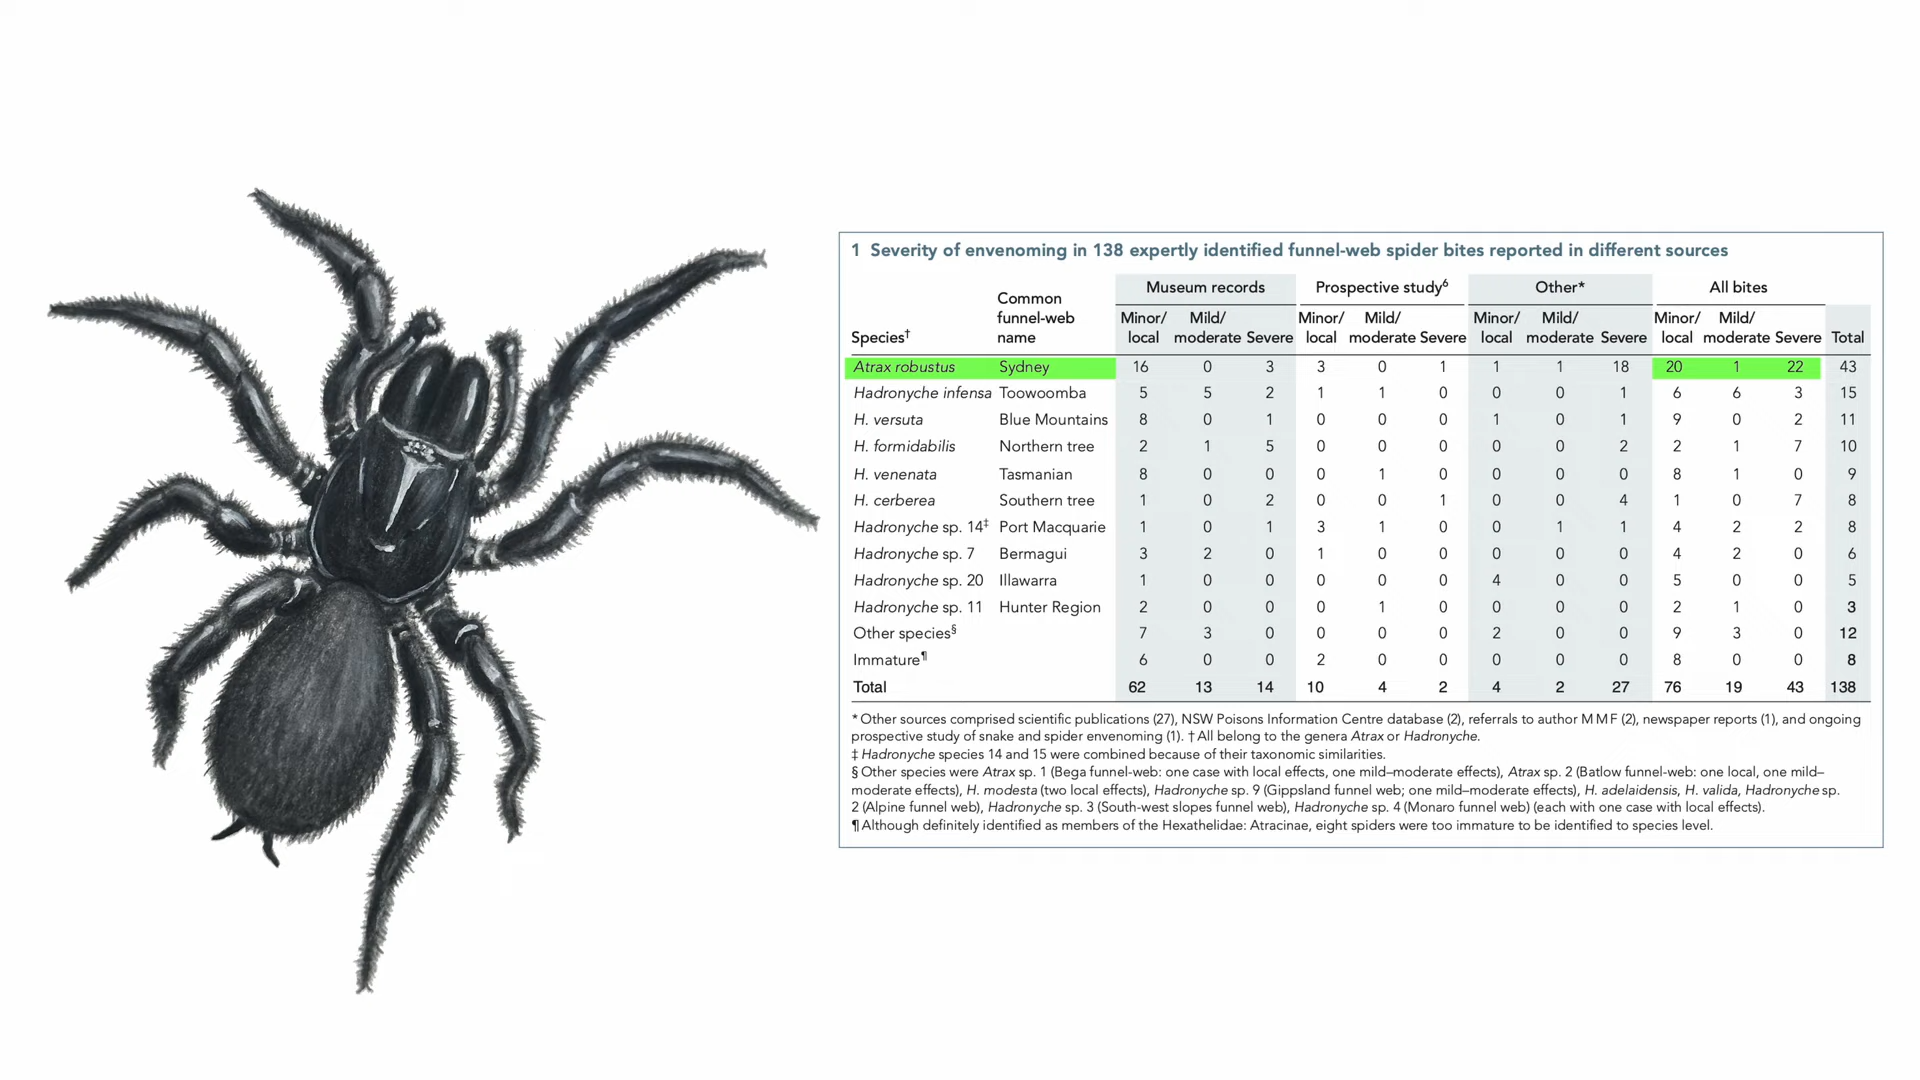 1 Severity of envenoming in 138 expertly identified funnel-web spider bites reported in different sources
Museum records Prospective study⁶ Other* All bites
Species† Common funnel-web name Minor/local Mild/moderate Severe Minor/local Mild/moderate Severe Minor/local Mild/moderate Severe Minor/local Mild/moderate Severe Total
Atrax robustus Sydney 16 0 3 3 0 1 1 1 18 20 1 22 43
Hadronyche infensa Toowoomba 5 5 2 1 1 0 0 0 1 6 6 3 15
H. versuta Blue Mountains 8 0 1 0 0 0 1 0 1 9 0 2 11
H. formidabilis Northern tree 2 1 5 0 0 0 0 0 2 2 1 7 10
H. venenata Tasmanian 8 0 0 0 1 0 0 0 0 8 1 0 9
H. cerberea Southern tree 1 0 2 0 0 1 0 0 4 1 0 7 8
Hadronyche sp. 14‡ Port Macquarie 1 0 1 3 1 0 0 1 1 4 2 2 8
Hadronyche sp. 7 Bermagui 3 2 0 1 0 0 0 0 0 4 2 0 6
Hadronyche sp. 20 Illawarra 1 0 0 0 0 0 4 0 0 5 0 0 5
Hadronyche sp. 11 Hunter Region 2 0 0 0 1 0 0 0 0 2 1 0 3
Other species§ 7 3 0 0 0 0 2 0 0 9 3 0 12
Immature¶ 6 0 0 2 0 0 0 0 0 8 0 0 8
Total 62 13 14 10 4 2 4 2 27 76 19 43 138
* Other sources comprised scientific publications (27), NSW Poisons Information Centre database (2), referrals to author M M F (2), newspaper reports (1), and ongoing
prospective study of snake and spider envenoming (1). † All belong to the genera Atrax or Hadronyche.
‡ Hadronyche species 14 and 15 were combined because of their taxonomic similarities.
§ Other species were Atrax sp. 1 (Bega funnel-web: one case with local effects, one mild–moderate effects), Atrax sp. 2 (Batlow funnel-web: one local, one mild–
moderate effects), H. modesta (two local effects), Hadronyche sp. 9 (Gippsland funnel web; one mild–moderate effects), H. adelaidensis, H. valida, Hadronyche sp.
2 (Alpine funnel web), Hadronyche sp. 3 (South-west slopes funnel web), Hadronyche sp. 4 (Monaro funnel web) (each with one case with local effects).
¶ Although definitely identified as members of the Hexathelidae: Atracinae, eight spiders were too immature to be identified to species level.